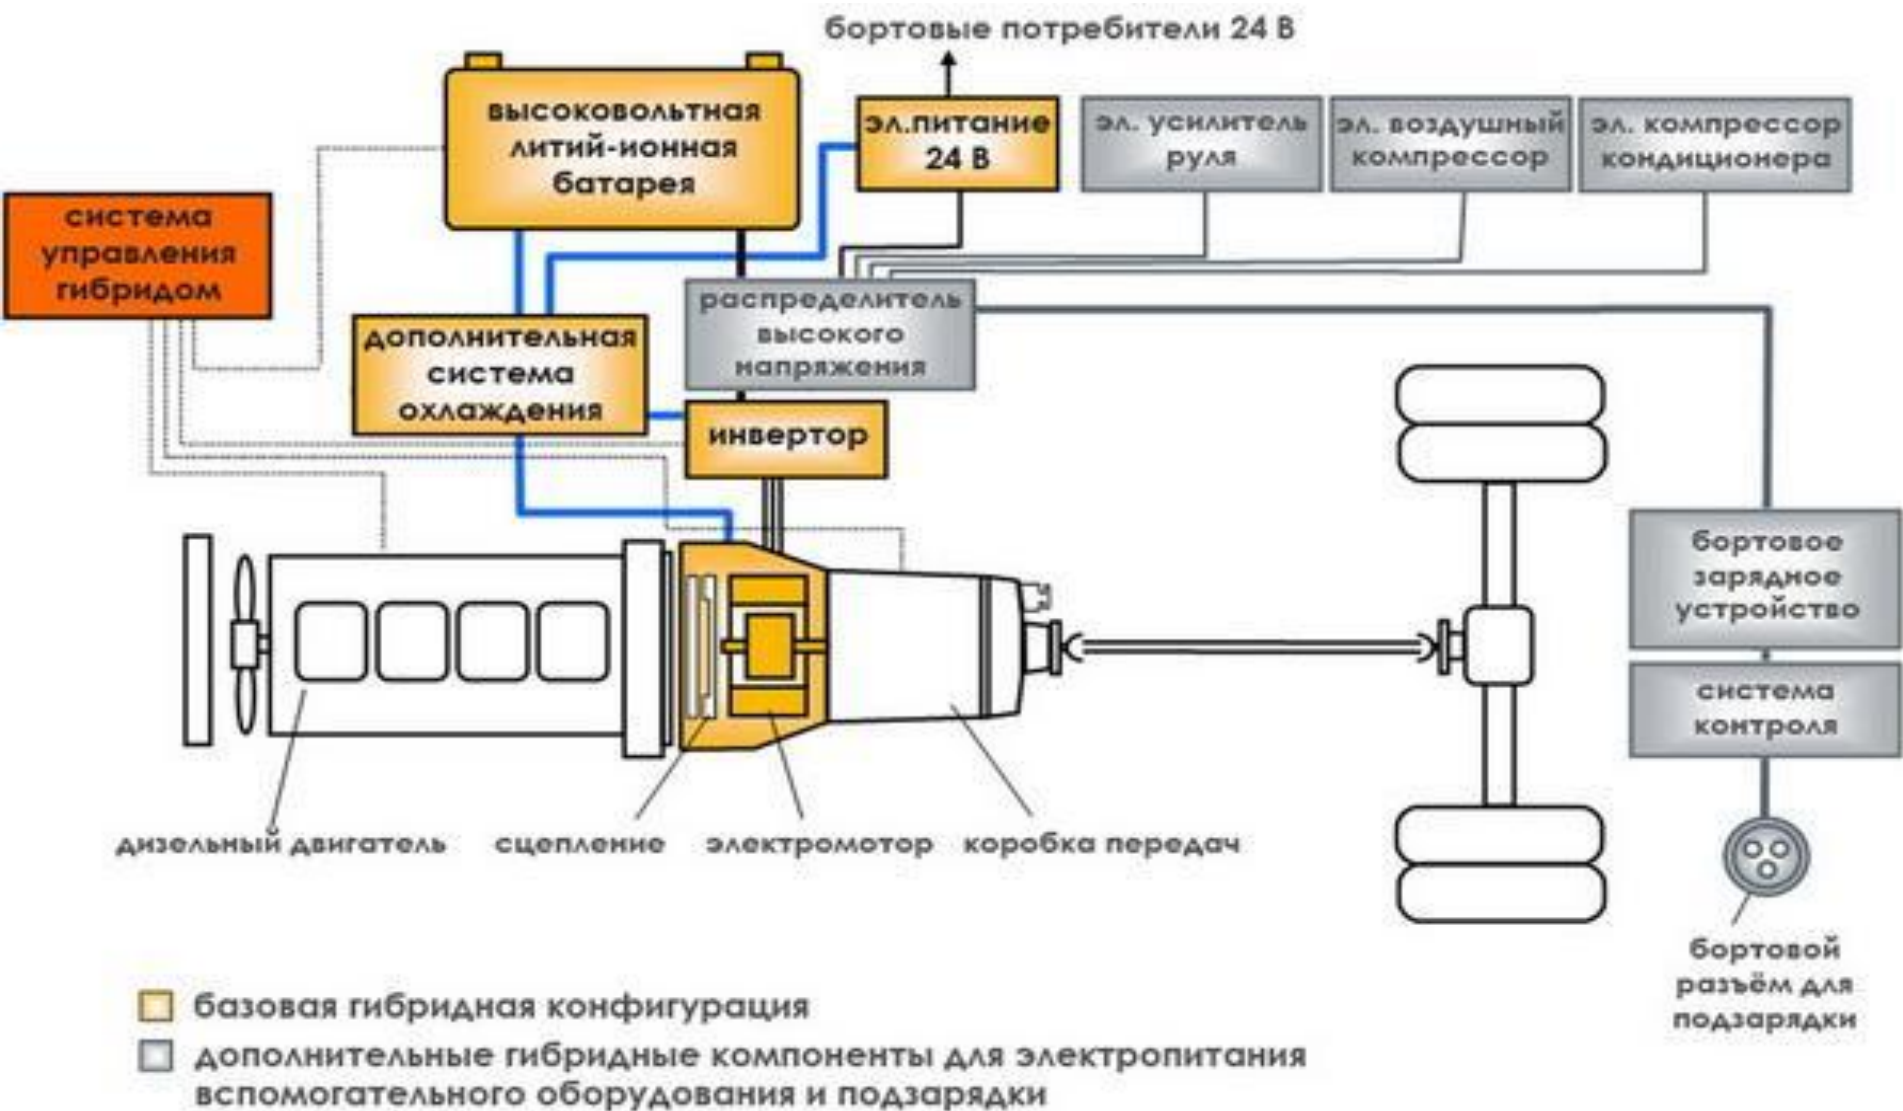 бортовые потребители 24 В
высоковольтная
литий-ионная
батарея
эл.питание
24 В
эл. усилитель
руля
эл. воздушный
компрессор
эл. компрессор
кондиционера
система
управления
гибридом
дополнительная
система
охлаждения
распределитель
высокого
напряжения
инвертор
бортовое
зарядное
устройство
система
контроля
дизельный двигатель
сцепление
электромотор
коробка передач
бортовой
разъём для
подзарядки
базовая гибридная конфигурация
дополнительные гибридные компоненты для электропитания
вспомогательного оборудования и подзарядки